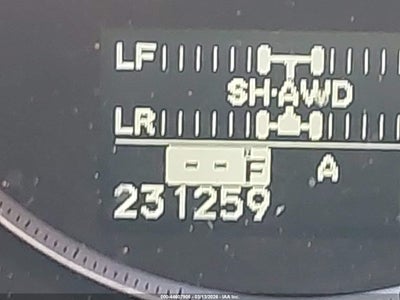 LF
SH-AWD
LR
-- °F A
231259